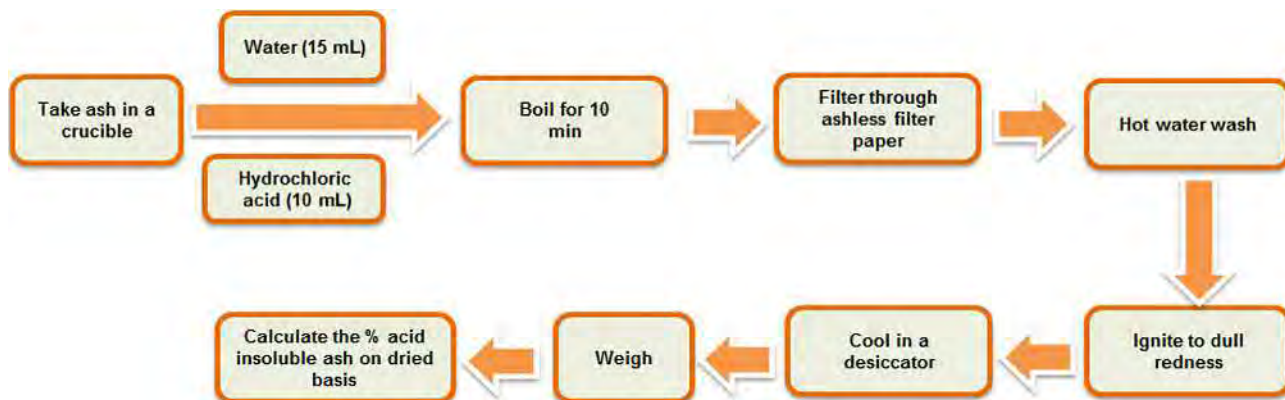 Water (15 mL)
Take ash in a
crucible
Hydrochloric
acid (10 mL)
Boil for 10
min
Filter through
ashless filter
paper
Hot water wash
Ignite to dull
redness
Cool in a
desiccator
Weigh
Calculate the % acid
insoluble ash on dried
basis